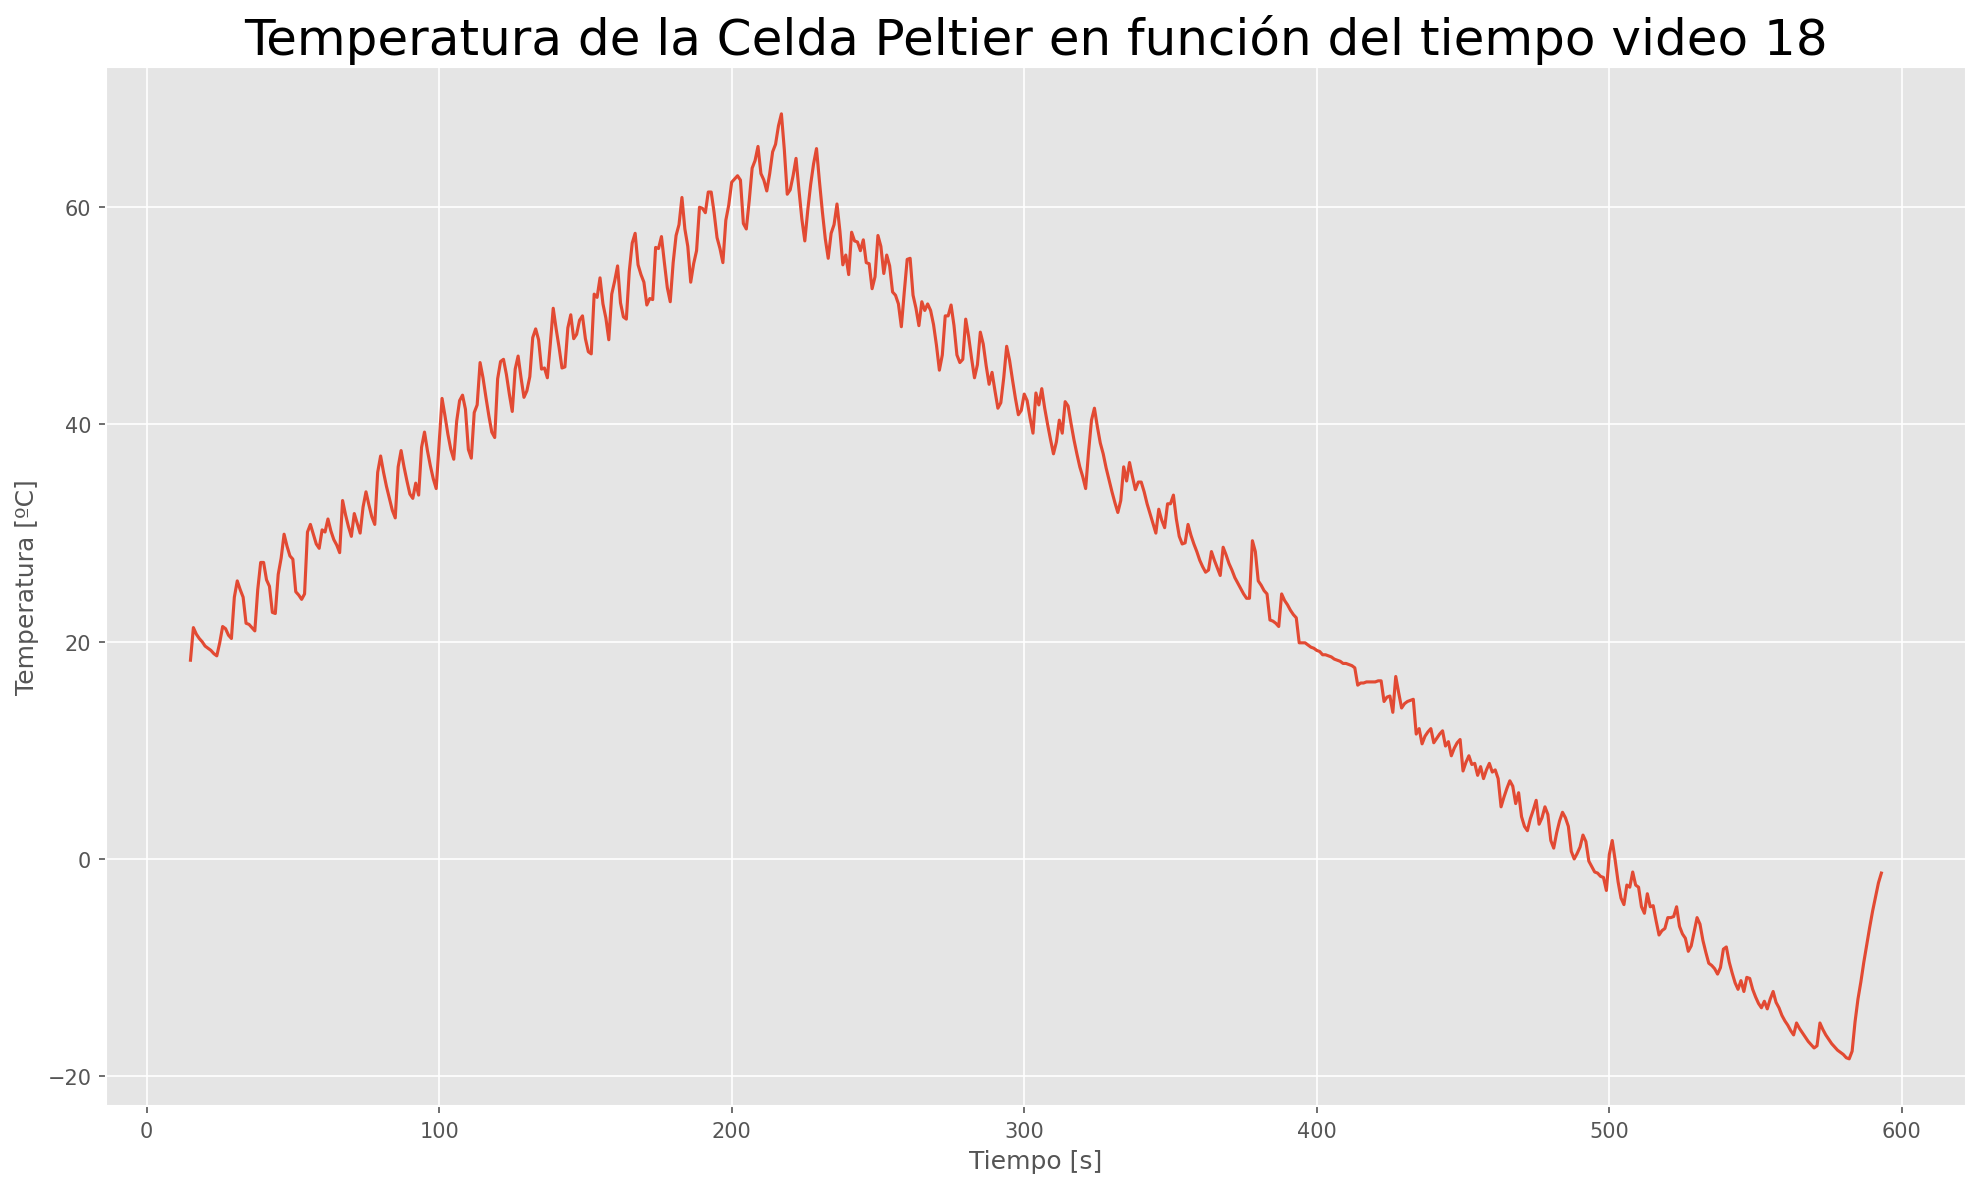 Temperatura de la Celda Peltier en función del tiempo video 18
Temperatura [ºC]
60
40
20
0
−20
0 100 200 300 400 500 600
Tiempo [s]